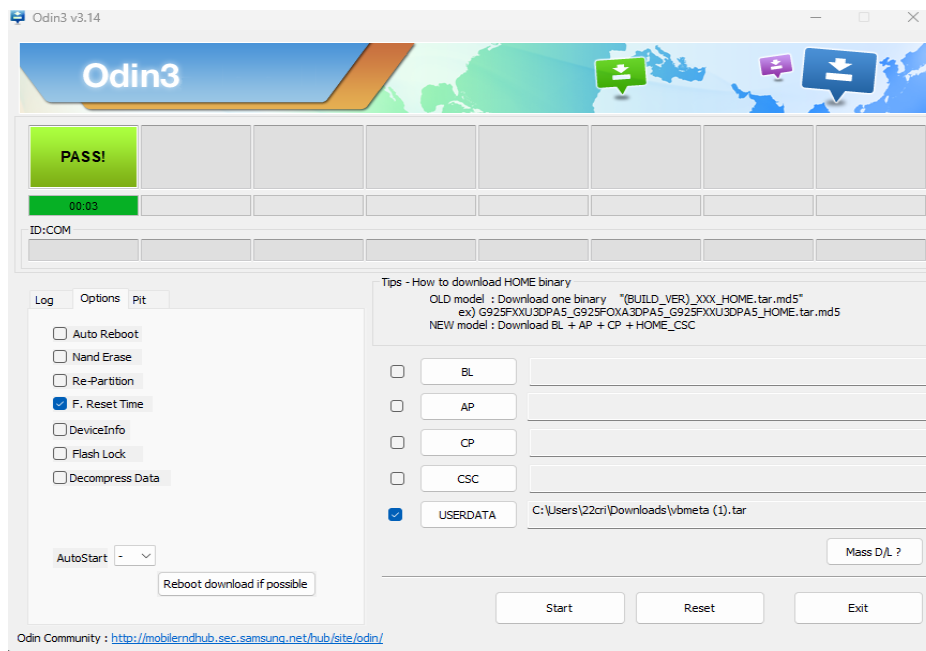 Odin3 v3.14
Odin3
PASS!
00:03
ID:COM
Log
Options
Pit
Auto Reboot
Nand Erase
Re-Partition
F. Reset Time
DeviceInfo
Flash Lock
Decompress Data
AutoStart
-
Reboot download if possible
Tips - How to download HOME binary
OLD model : Download one binary "(BUILD_VER)_XXX_HOME.tar.md5"
ex) G925FXXU3DPA5_G925FOXA3DPA5_G925FXXU3DPA5_HOME.tar.md5
NEW model : Download BL + AP + CP + HOME_CSC
BL
AP
CP
CSC
USERDATA
C:\Users\22cri\Downloads\vbmeta (1).tar
Mass D/L ?
Start
Reset
Exit
Odin Community : http://mobilerndhub.sec.samsung.net/hub/site/odin/